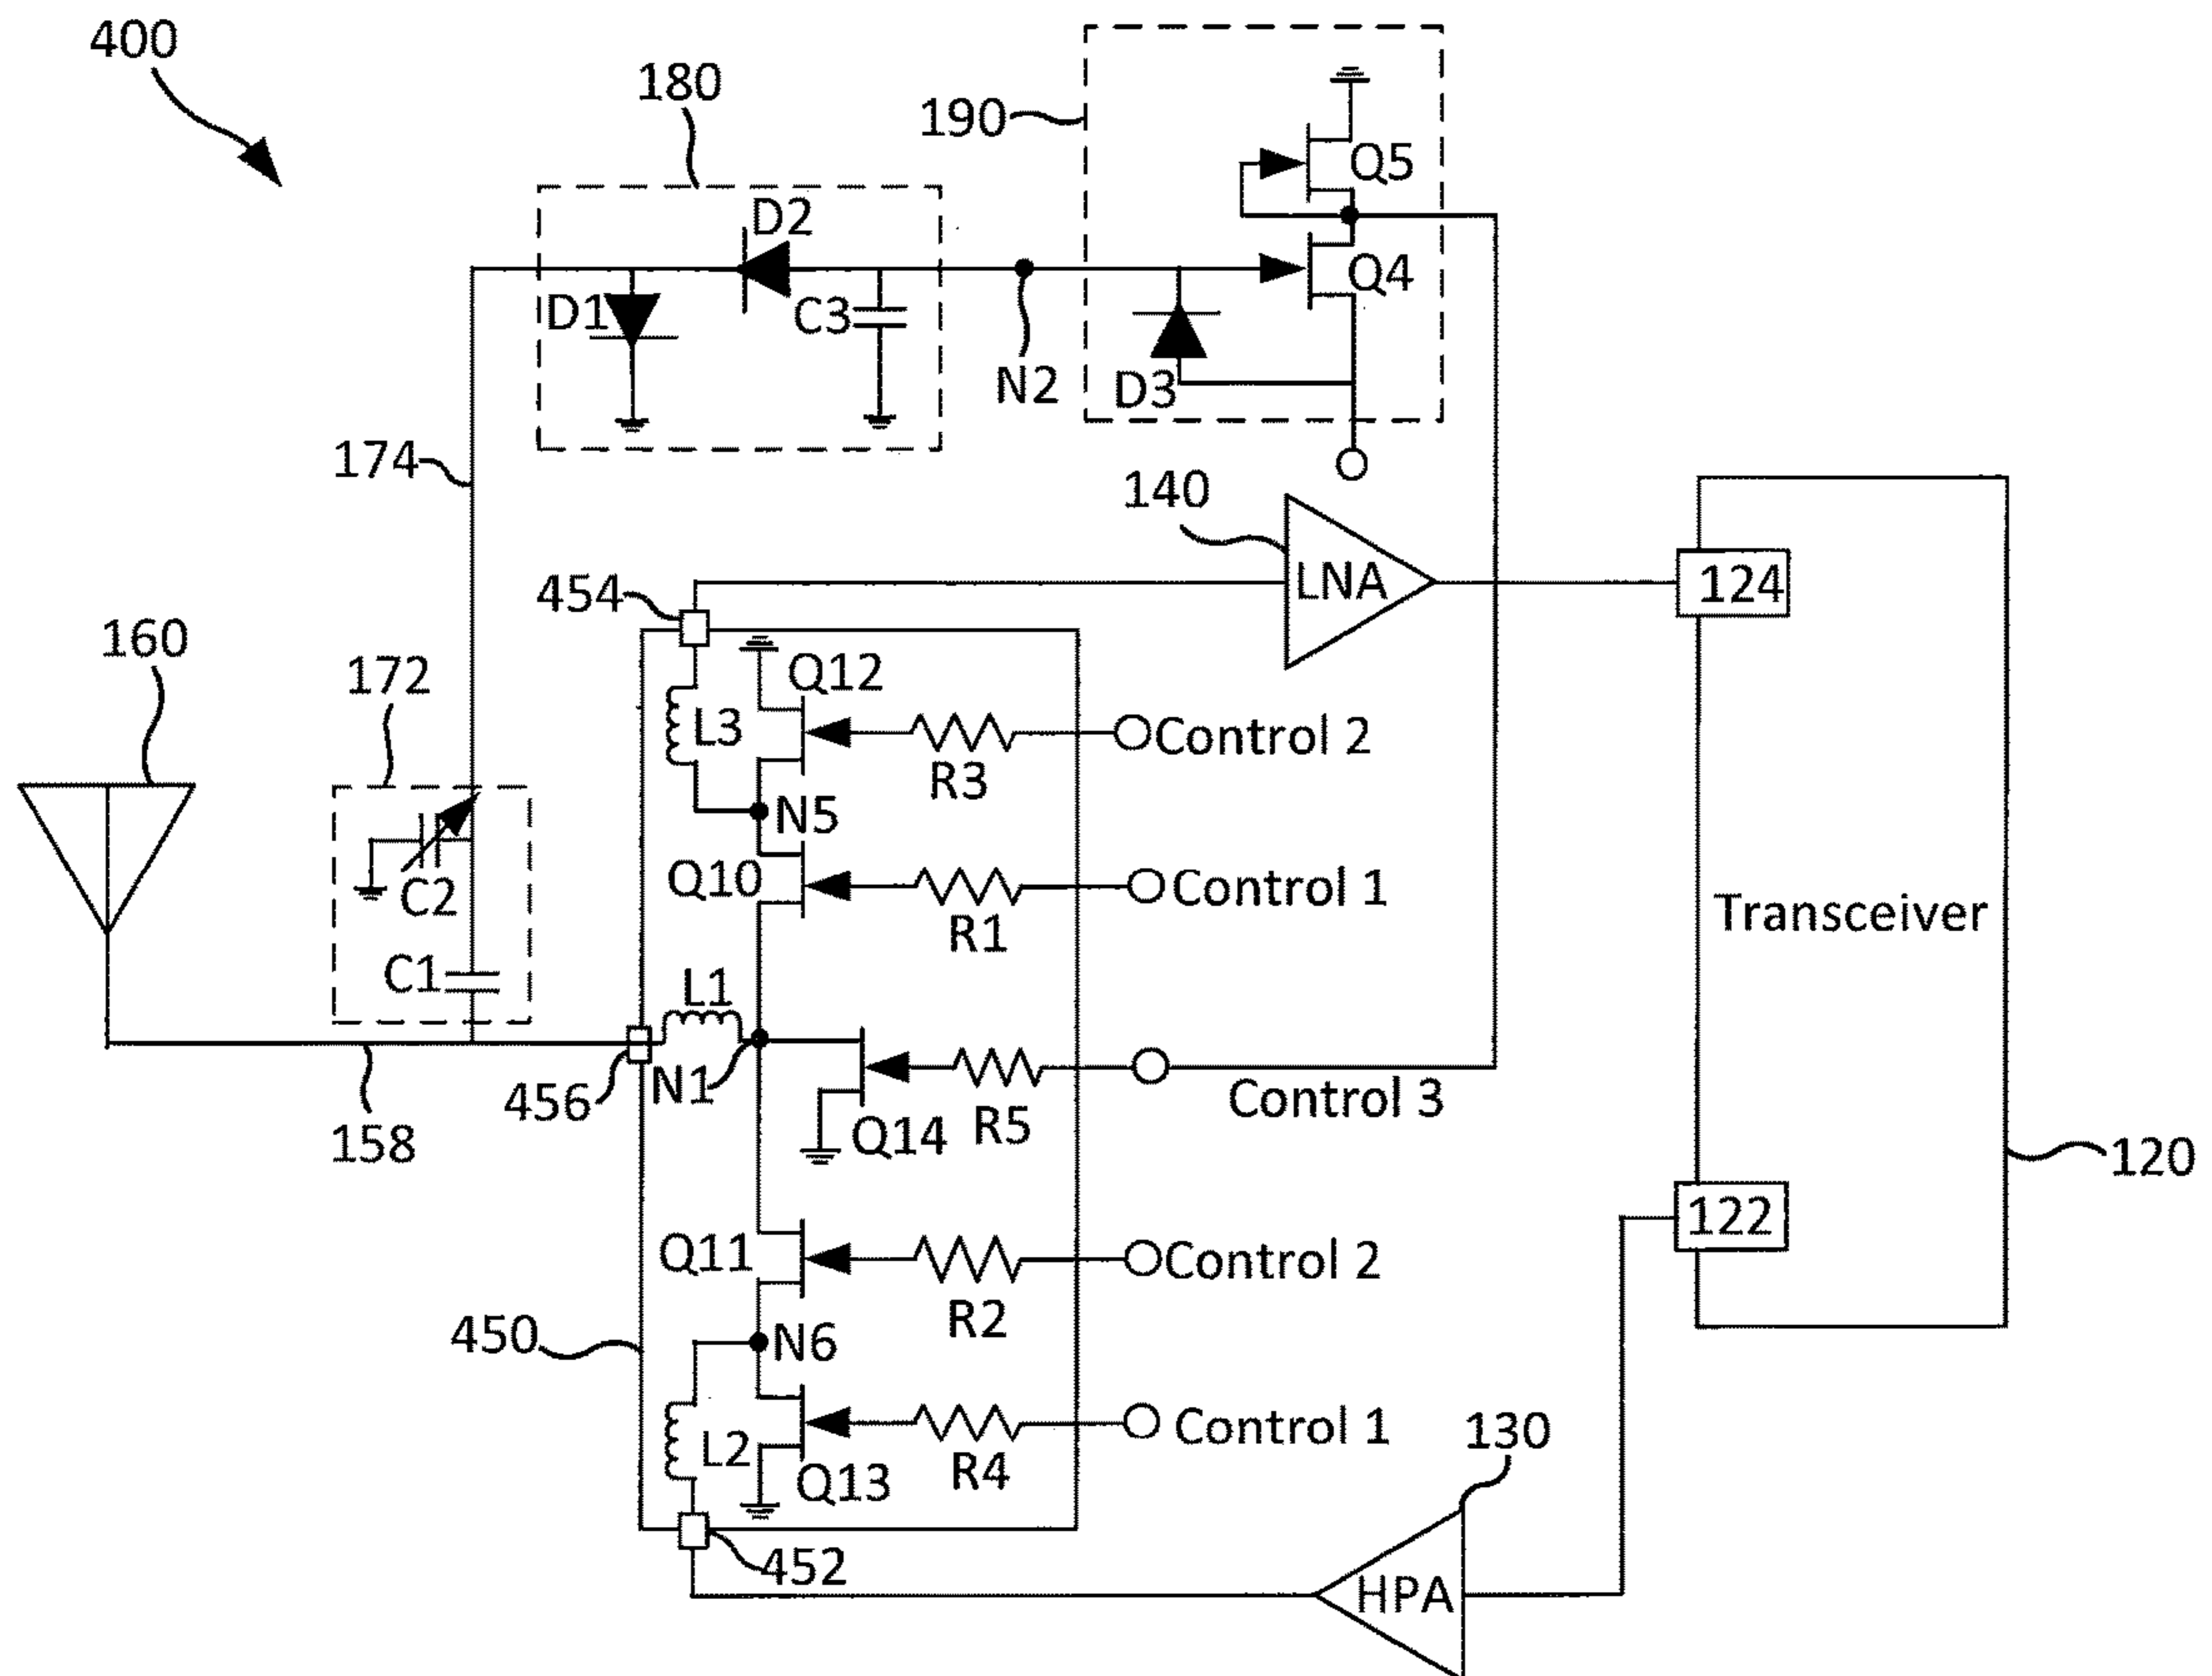 400
180
190
Q5
D2
Q4
D1
C3
N2
D3
174
140
LNA
124
454
160
172
Q12
L3
Control 2
R3
N5
C2
Q10
Control 1
R1
Transceiver
C1
L1
N1
456
158
Q14
R5
Control 3
120
122
Q11
Control 2
R2
450
N6
L2
Control 1
R4
Q13
130
452
HPA